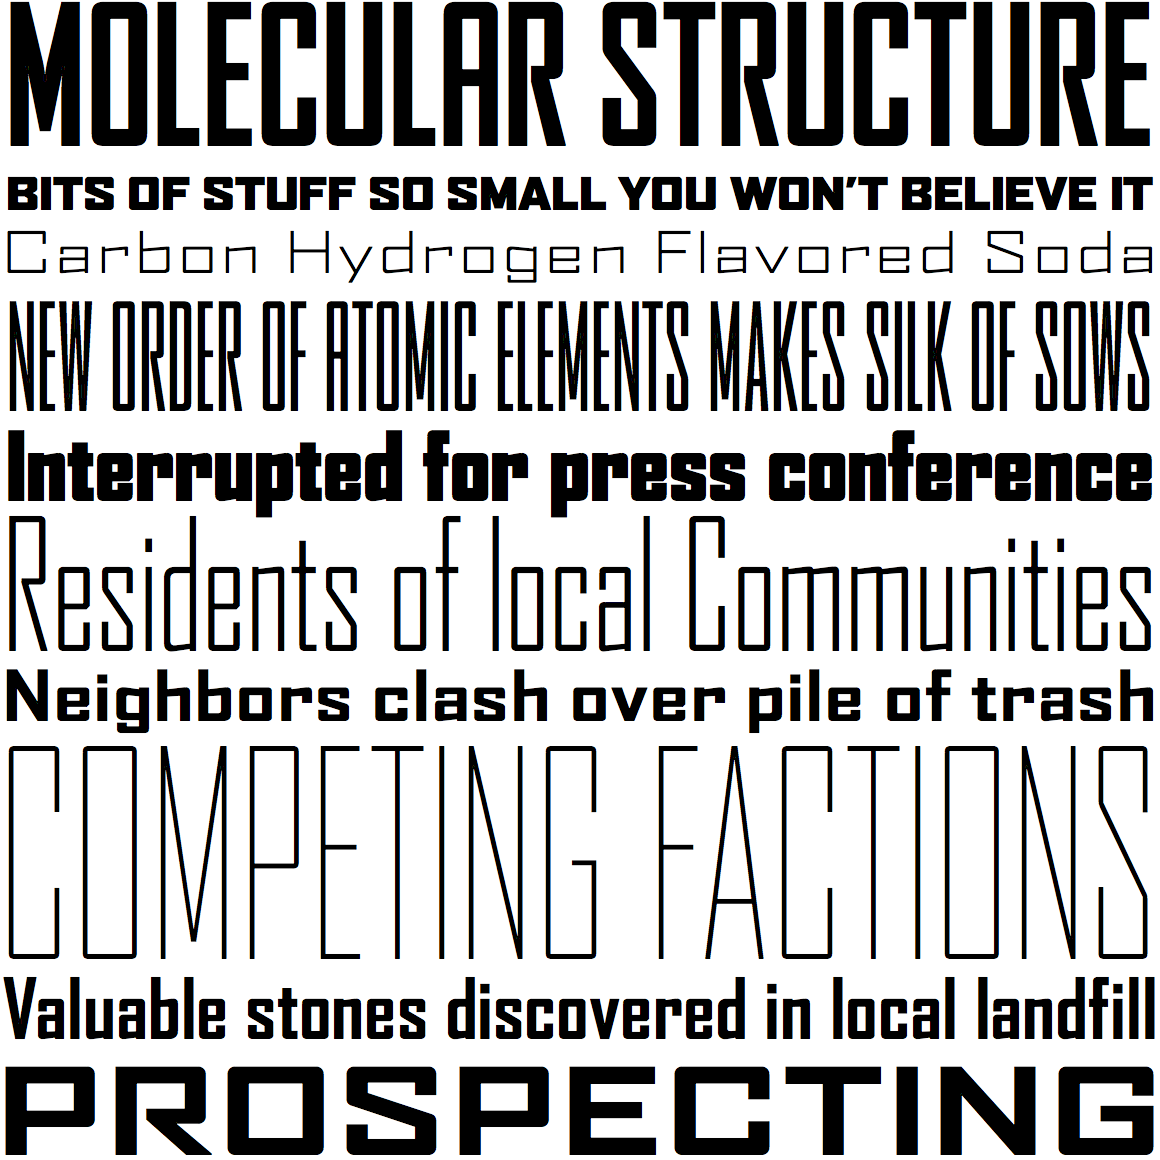 MOLECULAR STRUCTURE
BITS OF STUFF SO SMALL YOU WON’T BELIEVE IT
Carbon Hydrogen Flavored Soda
NEW ORDER OF ATOMIC ELEMENTS MAKES SILK OF SOWS
Interrupted for press conference
Residents of local Communities
Neighbors clash over pile of trash
COMPETING FACTIONS
Valuable stones discovered in local landfill
PROSPECTING